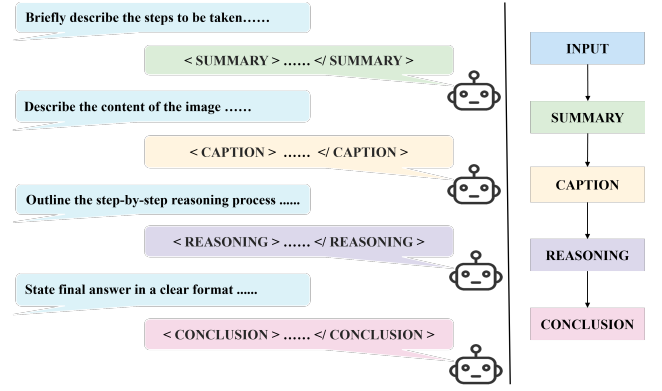 Briefly describe the steps to be taken......
< SUMMARY > ...... </ SUMMARY >
Describe the content of the image ......
< CAPTION > ...... </ CAPTION >
Outline the step-by-step reasoning process ......
< REASONING > ...... </ REASONING >
State final answer in a clear format ......
< CONCLUSION > ...... </ CONCLUSION >
INPUT
SUMMARY
CAPTION
REASONING
CONCLUSION